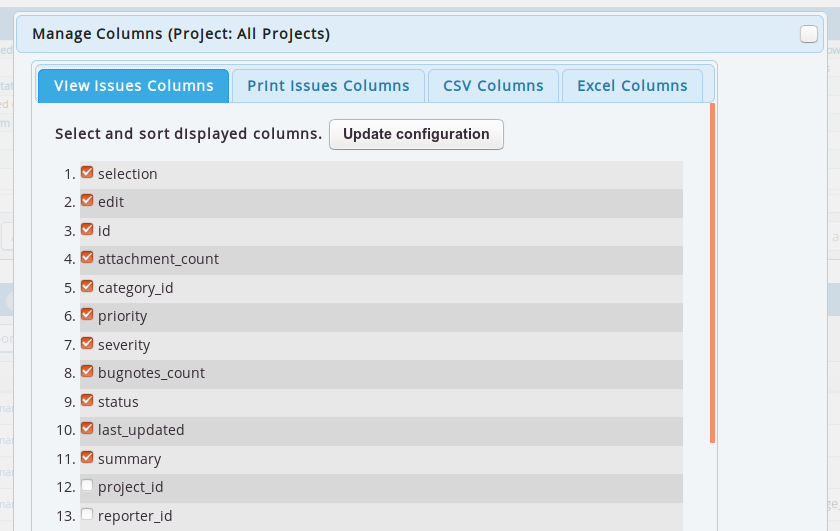 Manage Columns (Project: All Projects)
View Issues Columns Print Issues Columns CSV Columns Excel Columns
Select and sort displayed columns. Update configuration
1. selection
2. edit
3. id
4. attachment_count
5. category_id
6. priority
7. severity
8. bugnotes_count
9. status
10. last_updated
11. summary
12. project_id
13. reporter_id